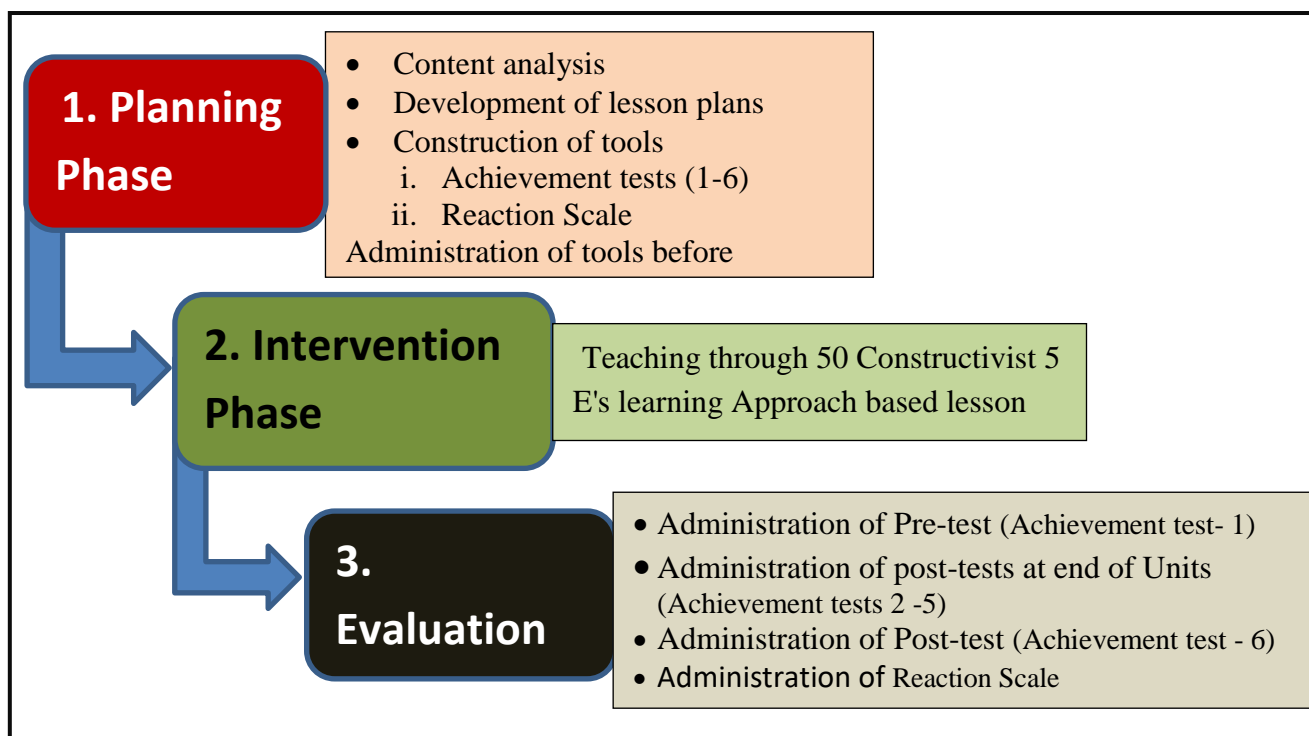 1. Planning
Phase
• Content analysis
• Development of lesson plans
• Construction of tools
i. Achievement tests (1-6)
ii. Reaction Scale
Administration of tools before
2. Intervention
Phase
Teaching through 50 Constructivist 5
E's learning Approach based lesson
3.
Evaluation
• Administration of Pre-test (Achievement test- 1)
• Administration of post-tests at end of Units
(Achievement tests 2 -5)
• Administration of Post-test (Achievement test - 6)
• Administration of Reaction Scale